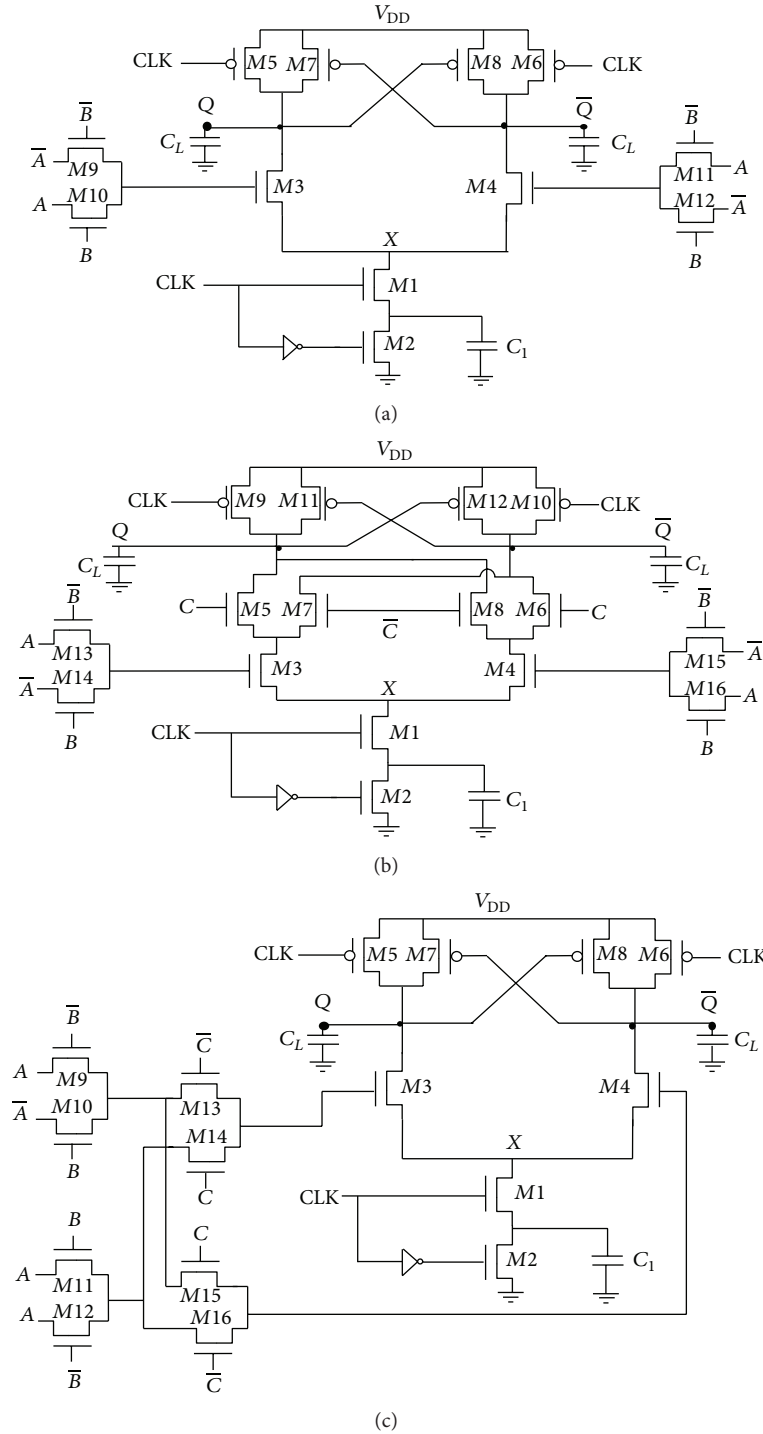 V_DD
CLK M5 M7 M8 M6 CLK
Q Q̅
B̅ C_L C_L B̅
A̅ M9 M11 A
A M10 M3 M4 M12 A̅
B B
X
CLK M1
M2 C_1
(a)
V_DD
CLK M9 M11 M12 M10 CLK
Q Q̅
C_L C_L
B̅ C M5 M7 C̅ M8 M6 C B̅
A M13 M3 M4 M15 A̅
A̅ M14 M16 A
B X B
CLK M1
M2 C_1
(b)
V_DD
CLK M5 M7 M8 M6 CLK
Q Q̅
B̅ C̅ C_L C_L
A M9 M13 M3 M4
A̅ M10 M14
B C X
CLK M1
B C M2 C_1
A M11 M15
A M12 M16
B̅ C̅
(c)